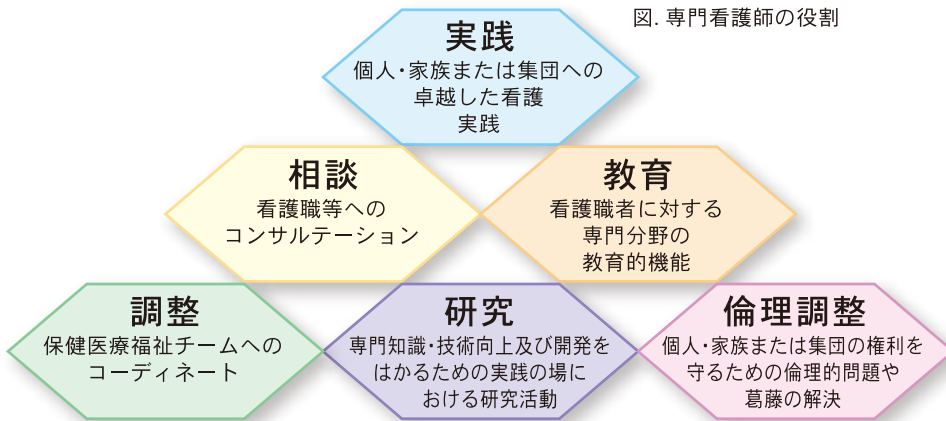 図. 専門看護師の役割
実践
個人・家族または集団への
卓越した看護
実践
相談
看護職等への
コンサルテーション
教育
看護職者に対する
専門分野の
教育的機能
調整
保健医療福祉チームへの
コーディネート
研究
専門知識・技術向上及び開発を
はかるための実践の場に
おける研究活動
倫理調整
個人・家族または集団の権利を
守るための倫理的問題や
葛藤の解決